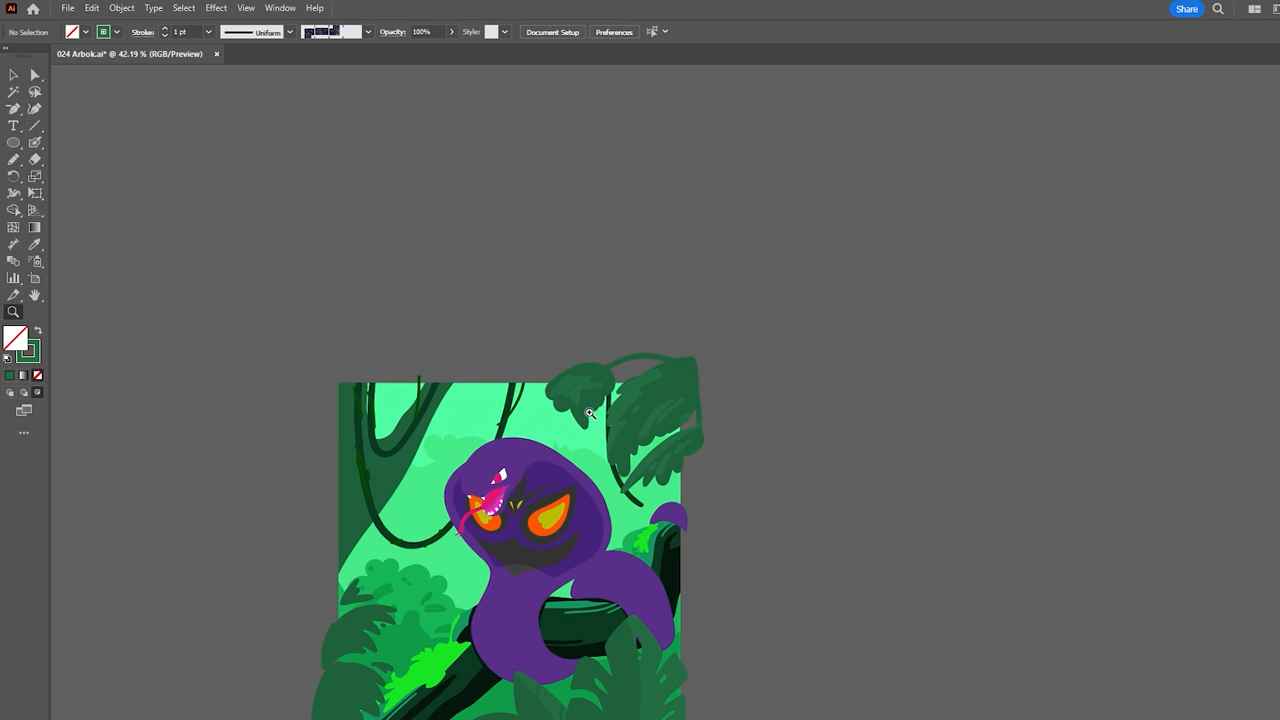 Ai File Edit Object Type Select Effect View Window Help Share
No Selection Stroke: 1 pt Uniform Opacity: 100% Style: Document Setup Preferences
024 Arbok.ai* @ 42.19 % (RGB/Preview) ×
T